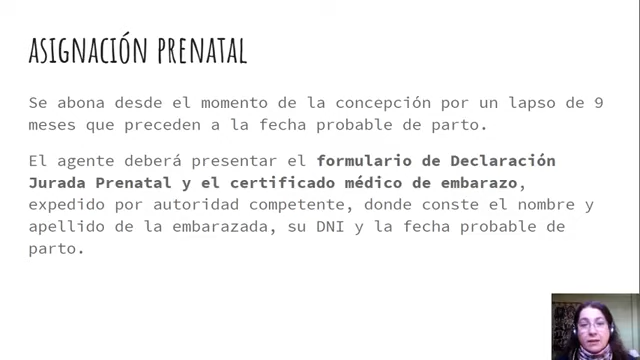 ASIGNACIÓN PRENATAL
Se abona desde el momento de la concepción por un lapso de 9
meses que preceden a la fecha probable de parto.
El agente deberá presentar el formulario de Declaración
Jurada Prenatal y el certificado médico de embarazo,
expedido por autoridad competente, donde conste el nombre y
apellido de la embarazada, su DNI y la fecha probable de
parto.